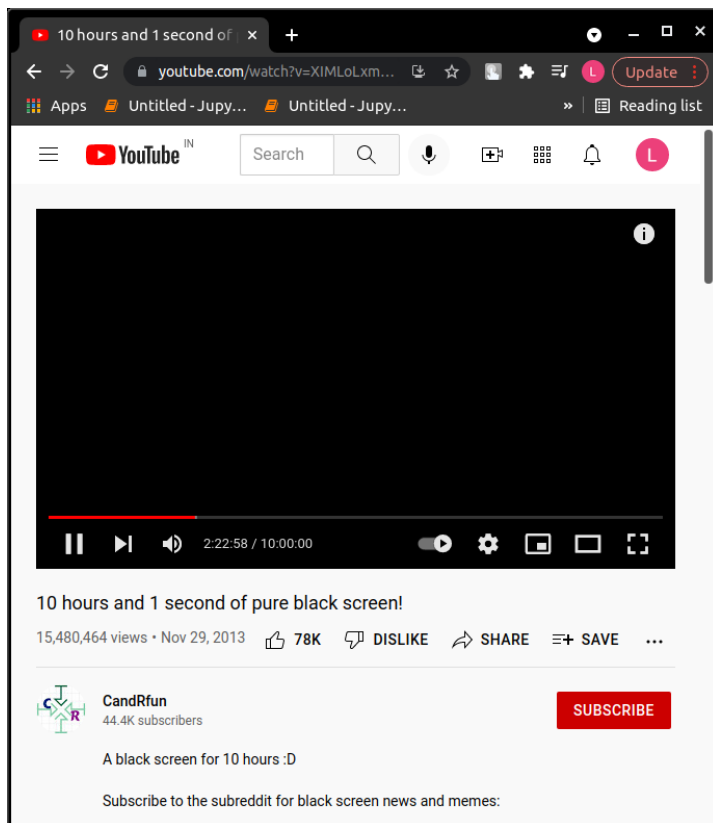 10 hours and 1 second of
youtube.com/watch?v=XIMLoLxm... L Update
Apps Untitled - Jupy... Untitled - Jupy... » Reading list
YouTube IN Search L
2:22:58 / 10:00:00
10 hours and 1 second of pure black screen!
15,480,464 views • Nov 29, 2013 78K DISLIKE SHARE SAVE ...
C R CandRfun
44.4K subscribers
SUBSCRIBE
A black screen for 10 hours :D
Subscribe to the subreddit for black screen news and memes: